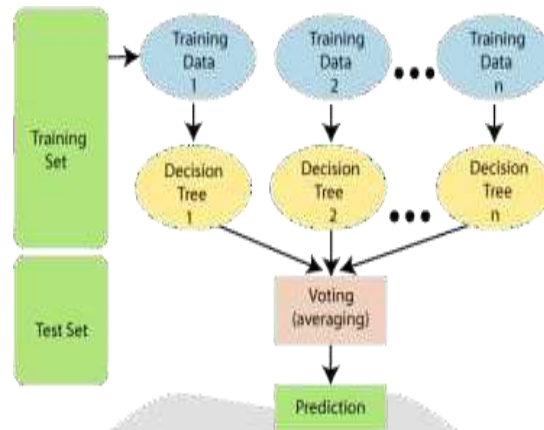 Training
Data
1
Training
Data
2
Training
Data
n
Training
Set
Decision
Tree
1
Decision
Tree
2
Decision
Tree
n
Test Set
Voting
(averaging)
Prediction